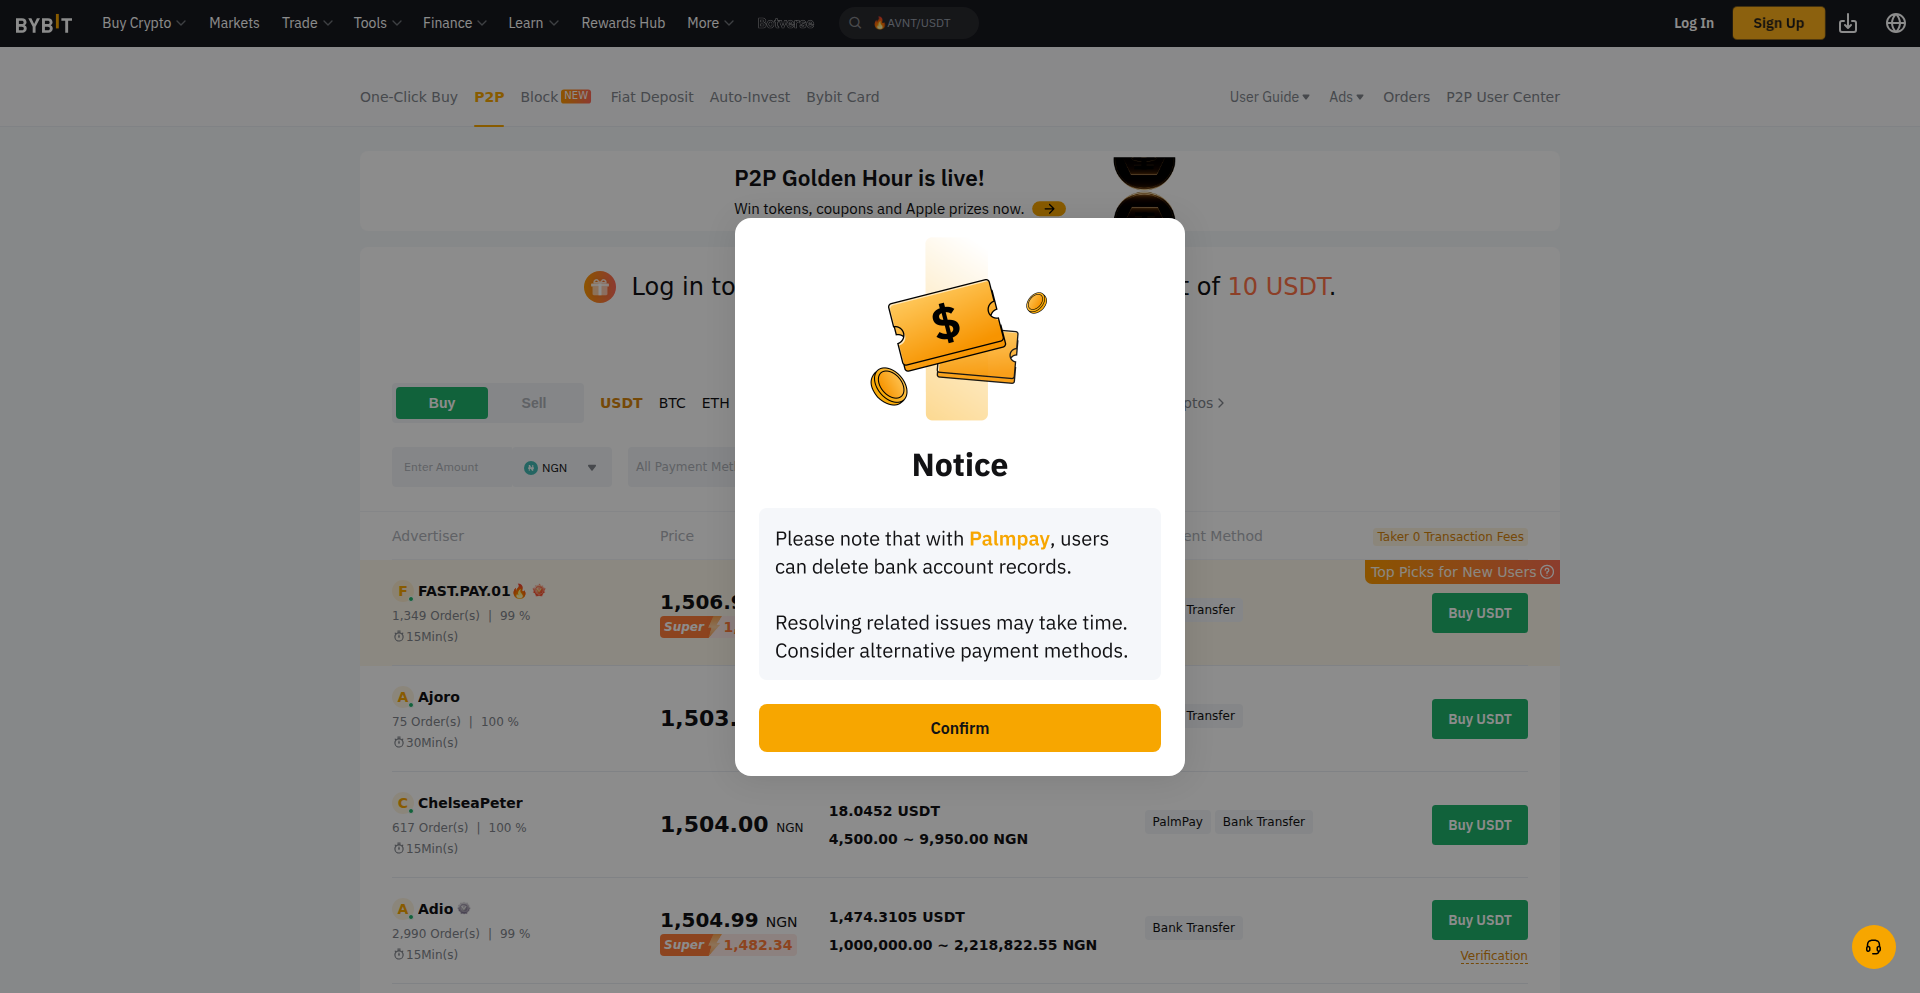 BYBIT Buy Crypto Markets Trade Tools Finance Learn Rewards Hub More Botverse AVNT/USDT Log In Sign Up
One-Click Buy P2P Block NEW Fiat Deposit Auto-Invest Bybit Card User Guide Ads Orders P2P User Center
P2P Golden Hour is live!
Win tokens, coupons and Apple prizes now.
Log in to
of 10 USDT.
Buy Sell USDT BTC ETH
Enter Amount NGN All Payment Met
Advertiser Price
Method Taker 0 Transaction Fees
Top Picks for New Users
F FAST.PAY.01
1,349 Order(s) | 99 %
15Min(s)
1,506.
Super 1,
Transfer
Buy USDT
A Ajoro
75 Order(s) | 100 %
30Min(s)
1,503.
Transfer
Buy USDT
C ChelseaPeter
617 Order(s) | 100 %
15Min(s)
1,504.00 NGN
18.0452 USDT
4,500.00 ~ 9,950.00 NGN
PalmPay Bank Transfer
Buy USDT
A Adio
2,990 Order(s) | 99 %
15Min(s)
1,504.99 NGN
Super 1,482.34
1,474.3105 USDT
1,000,000.00 ~ 2,218,822.55 NGN
Bank Transfer
Buy USDT
Verification
$
Notice
Please note that with Palmpay, users
can delete bank account records.
Resolving related issues may take time.
Consider alternative payment methods.
Confirm